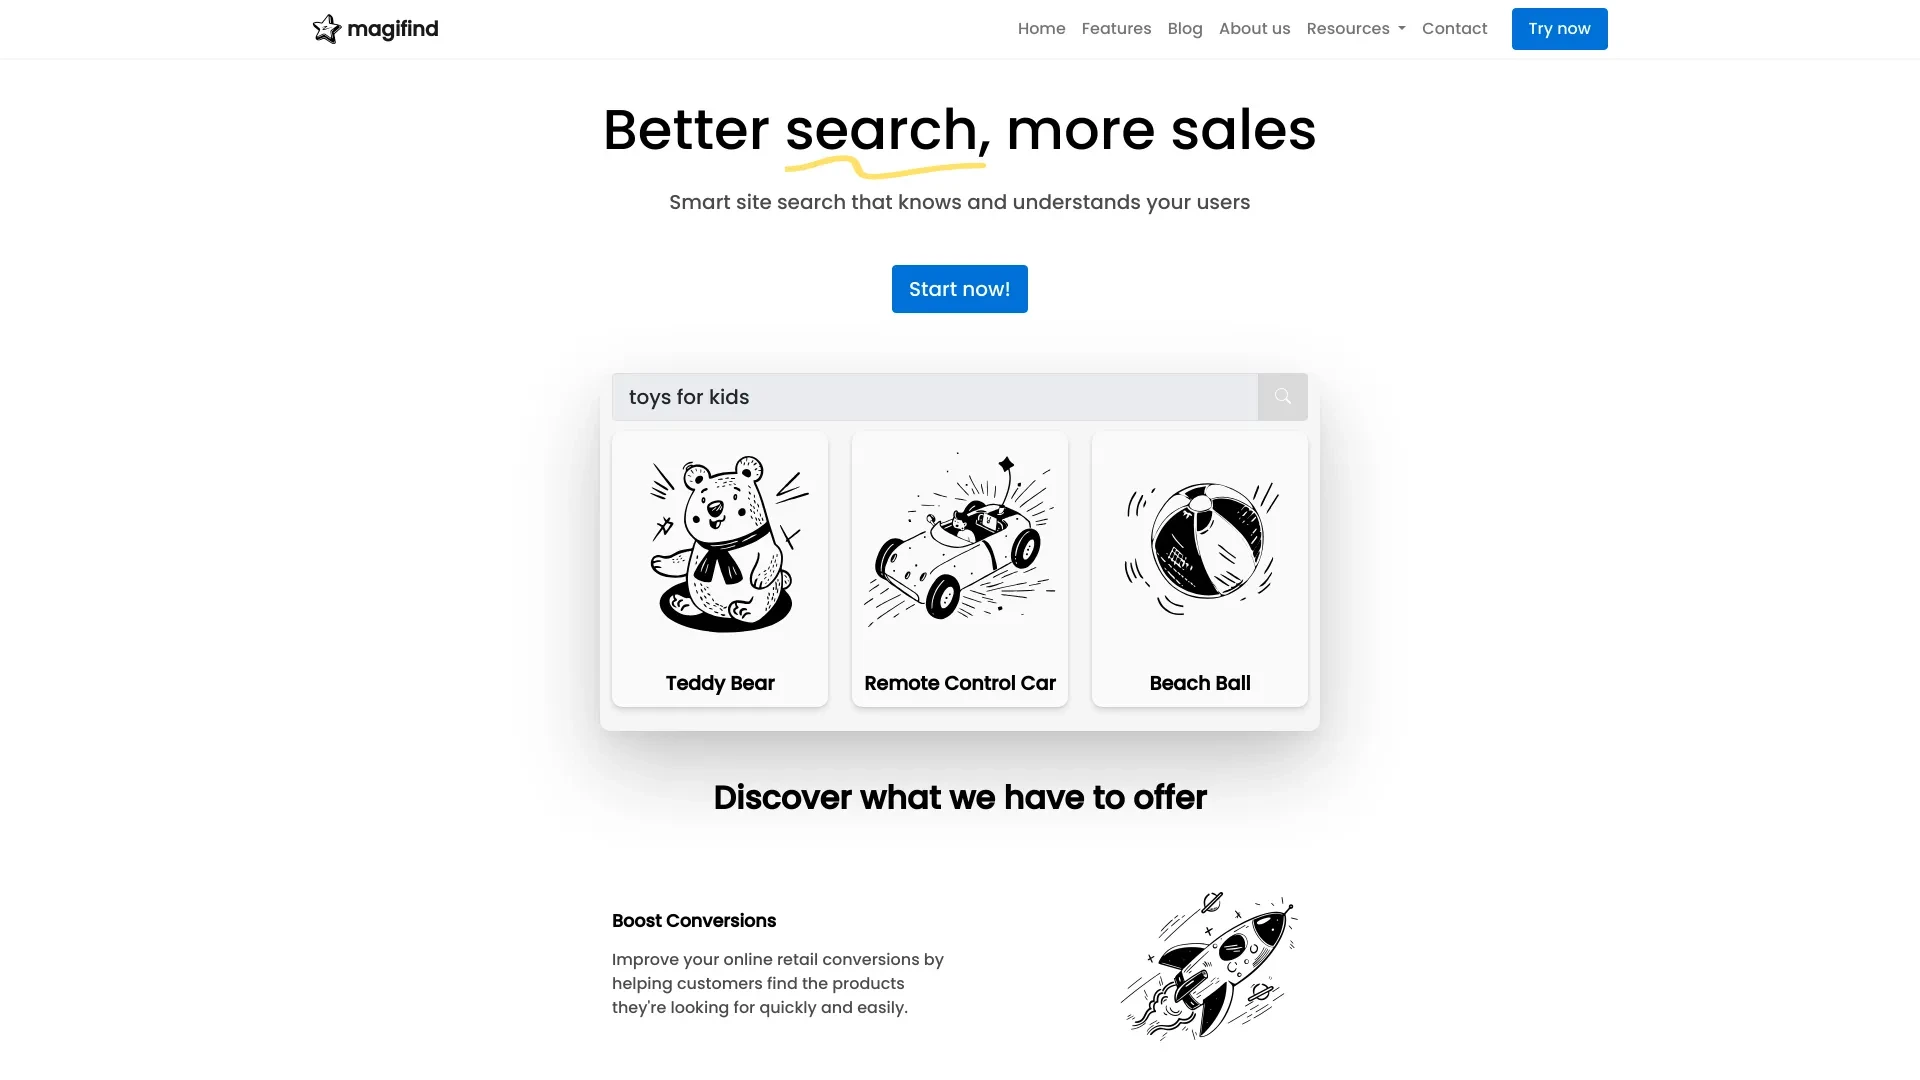 magifind
Home Features Blog About us Resources Contact Try now
Better search, more sales
Smart site search that knows and understands your users
Start now!
toys for kids
Teddy Bear Remote Control Car Beach Ball
Discover what we have to offer
Boost Conversions
Improve your online retail conversions by
helping customers find the products
they're looking for quickly and easily.